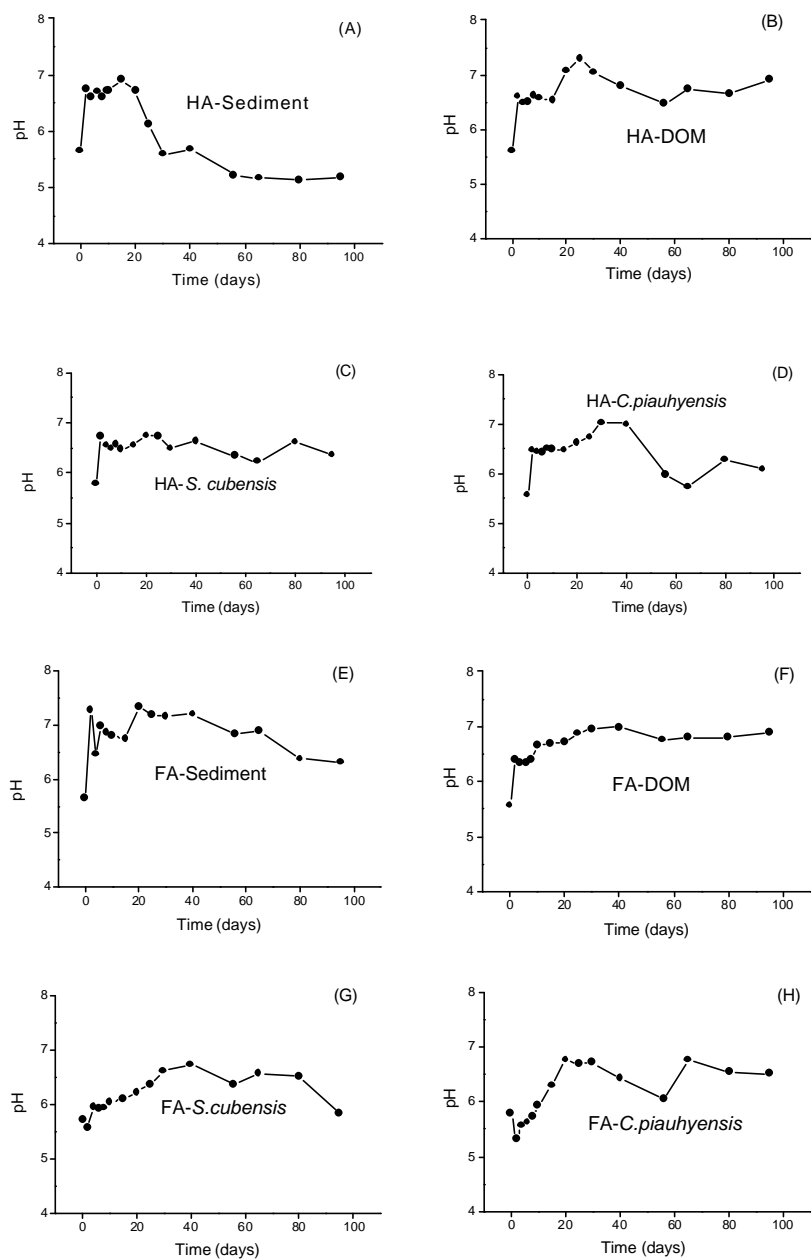 (A)
8
7
6
5
4
pH
HA-Sediment
0 20 40 60 80 100
Time (days)
(B)
8
7
6
5
4
pH
HA-DOM
0 20 40 60 80 100
Time (days)
(C)
8
7
6
5
4
pH
HA-S. cubensis
0 20 40 60 80 100
Time (days)
(D)
8
7
6
5
4
pH
HA-C.piauhyensis
0 20 40 60 80 100
Time (days)
(E)
8
7
6
5
4
pH
FA-Sediment
0 20 40 60 80 100
Time (days)
(F)
8
7
6
5
4
pH
FA-DOM
0 20 40 60 80 100
Time (days)
(G)
8
7
6
5
4
pH
FA-S.cubensis
0 20 40 60 80 100
Time (days)
(H)
8
7
6
5
4
pH
FA-C.piauhyensis
0 20 40 60 80 100
Time (days)